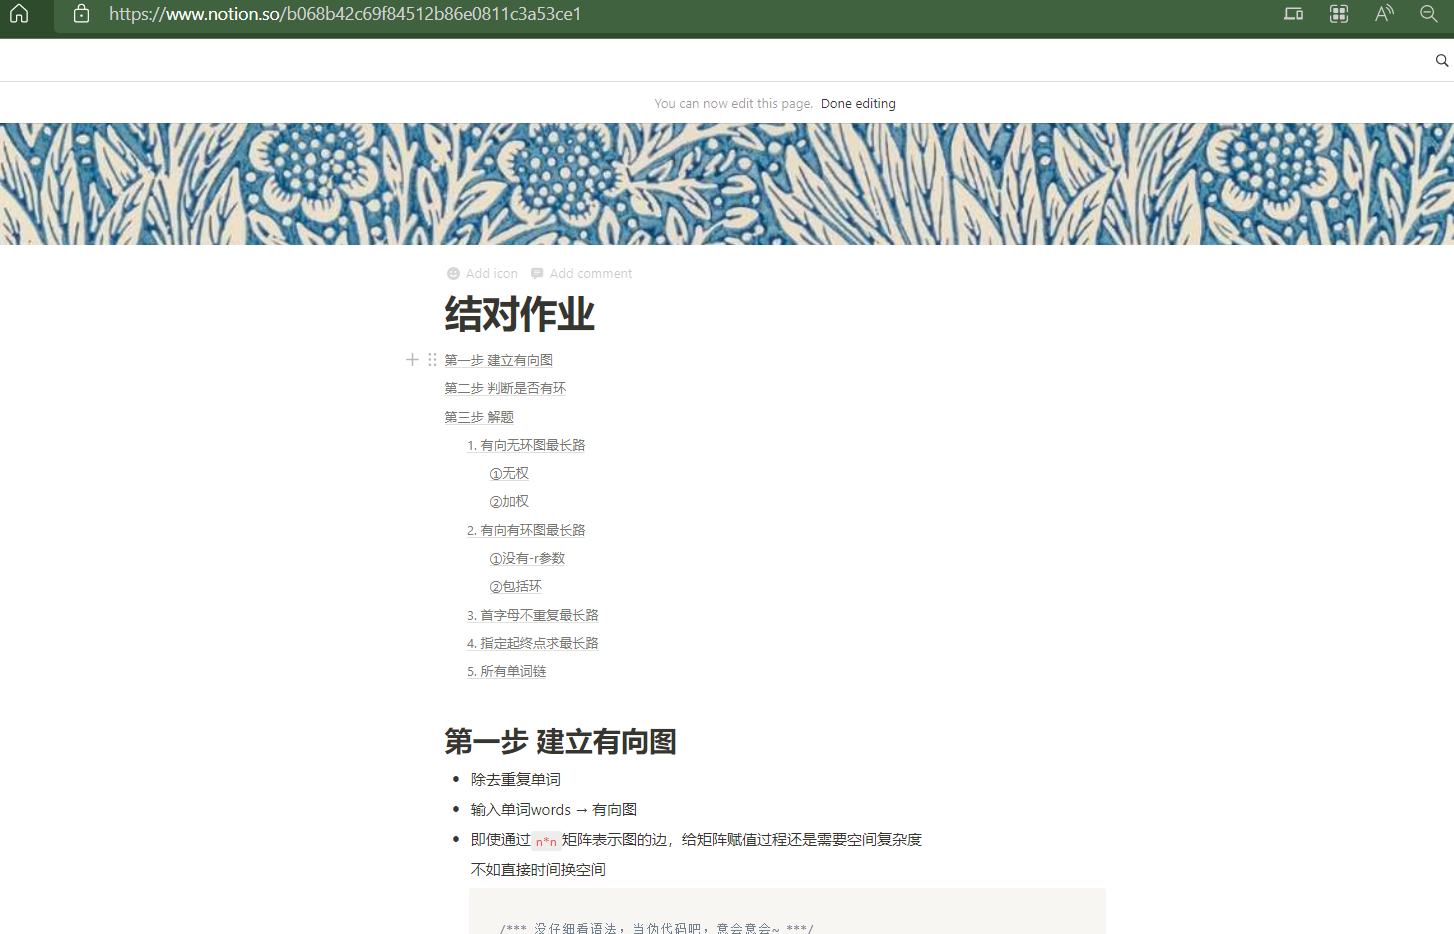 https://www.notion.so/b068b42c69f84512b86e0811c3a53ce1
You can now edit this page. Done editing
Add icon Add comment
结对作业
第一步 建立有向图
第二步 判断是否有环
第三步 解题
1. 有向无环图最长路
①无权
②加权
2. 有向有环图最长路
①没有-r参数
②包括环
3. 首字母不重复最长路
4. 指定起终点求最长路
5. 所有单词链
第一步 建立有向图
• 除去重复单词
• 输入单词words → 有向图
• 即使通过 n*n 矩阵表示图的边，给矩阵赋值过程还是需要空间复杂度
不如直接时间换空间
/*** 没仔细看语法，当伪代码吧，意会意会~ ***/